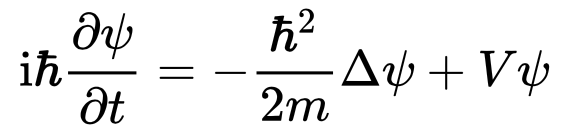 iℏ ∂ψ/∂t = −ℏ²/2m Δψ + Vψ